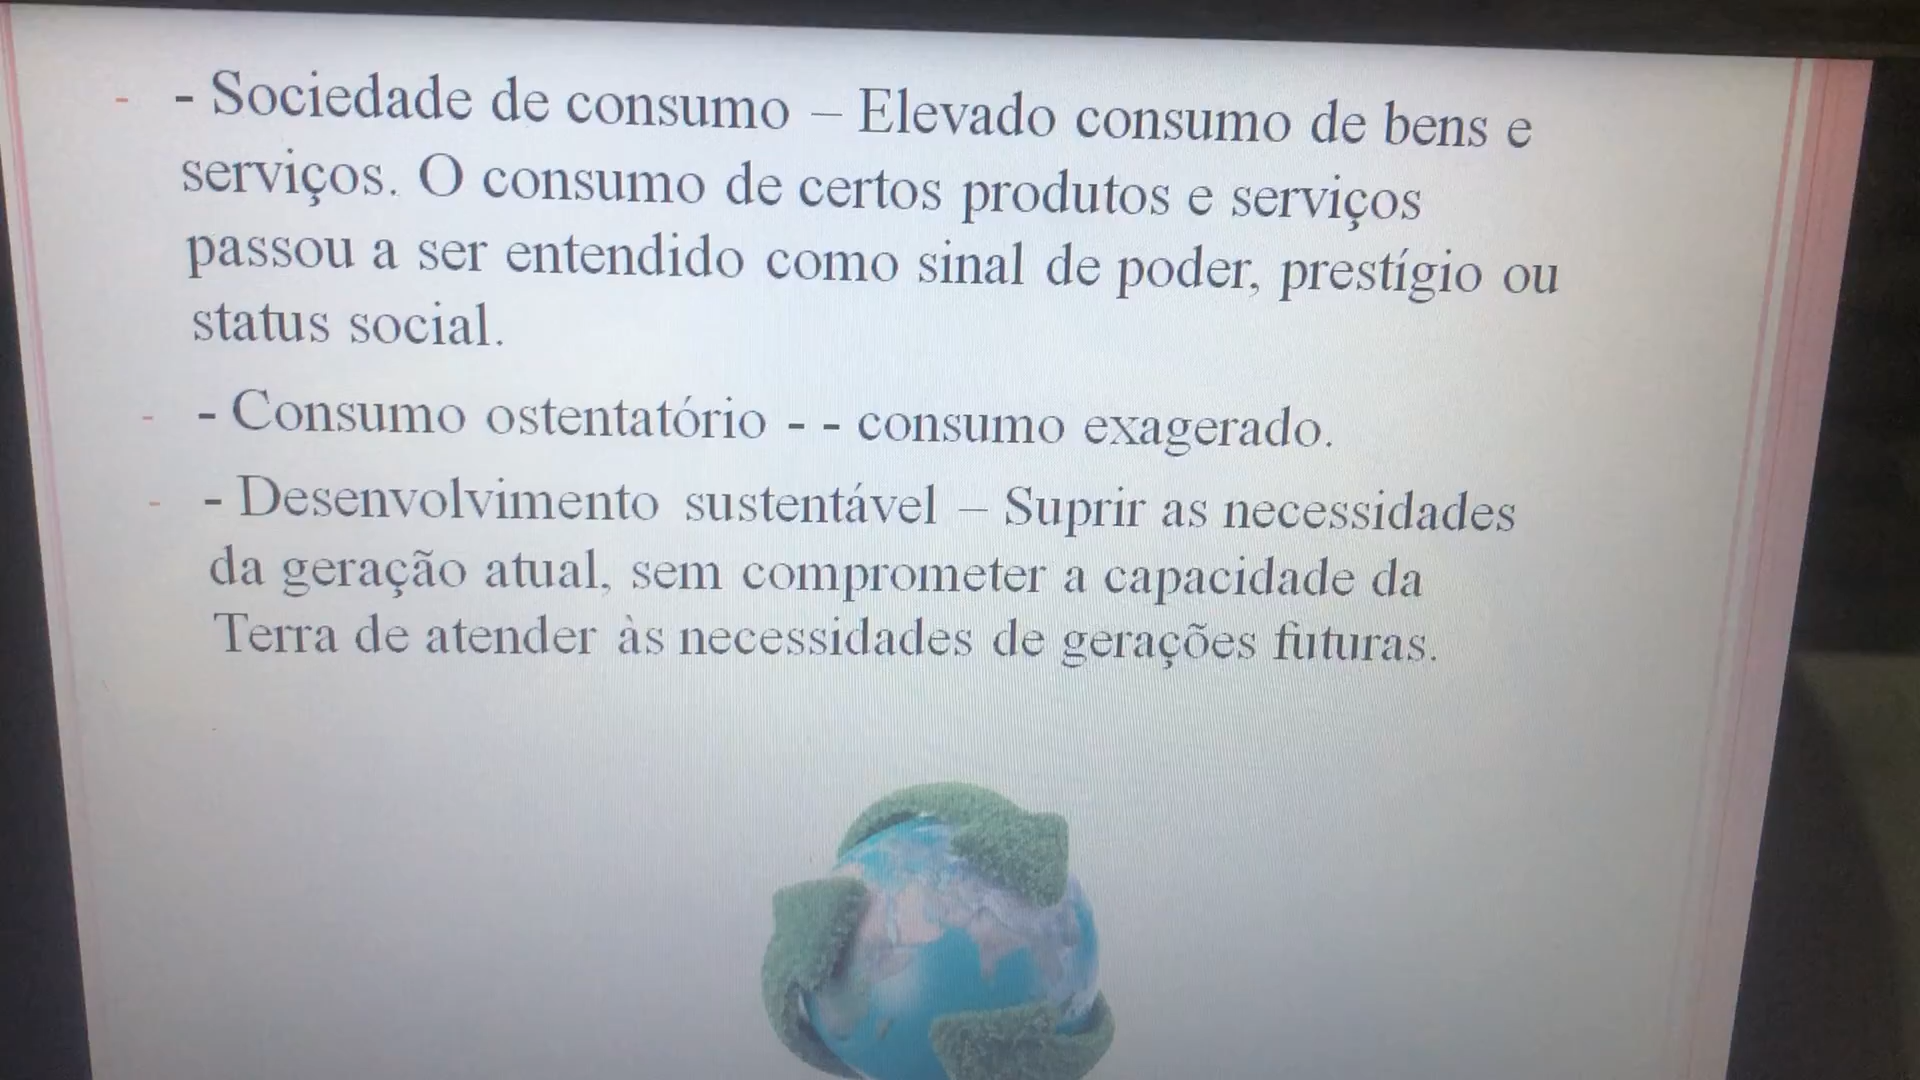 - - Sociedade de consumo – Elevado consumo de bens e
serviços. O consumo de certos produtos e serviços
passou a ser entendido como sinal de poder, prestígio ou
status social.
- - Consumo ostentatório - - consumo exagerado.
- - Desenvolvimento sustentável – Suprir as necessidades
da geração atual, sem comprometer a capacidade da
Terra de atender às necessidades de gerações futuras.